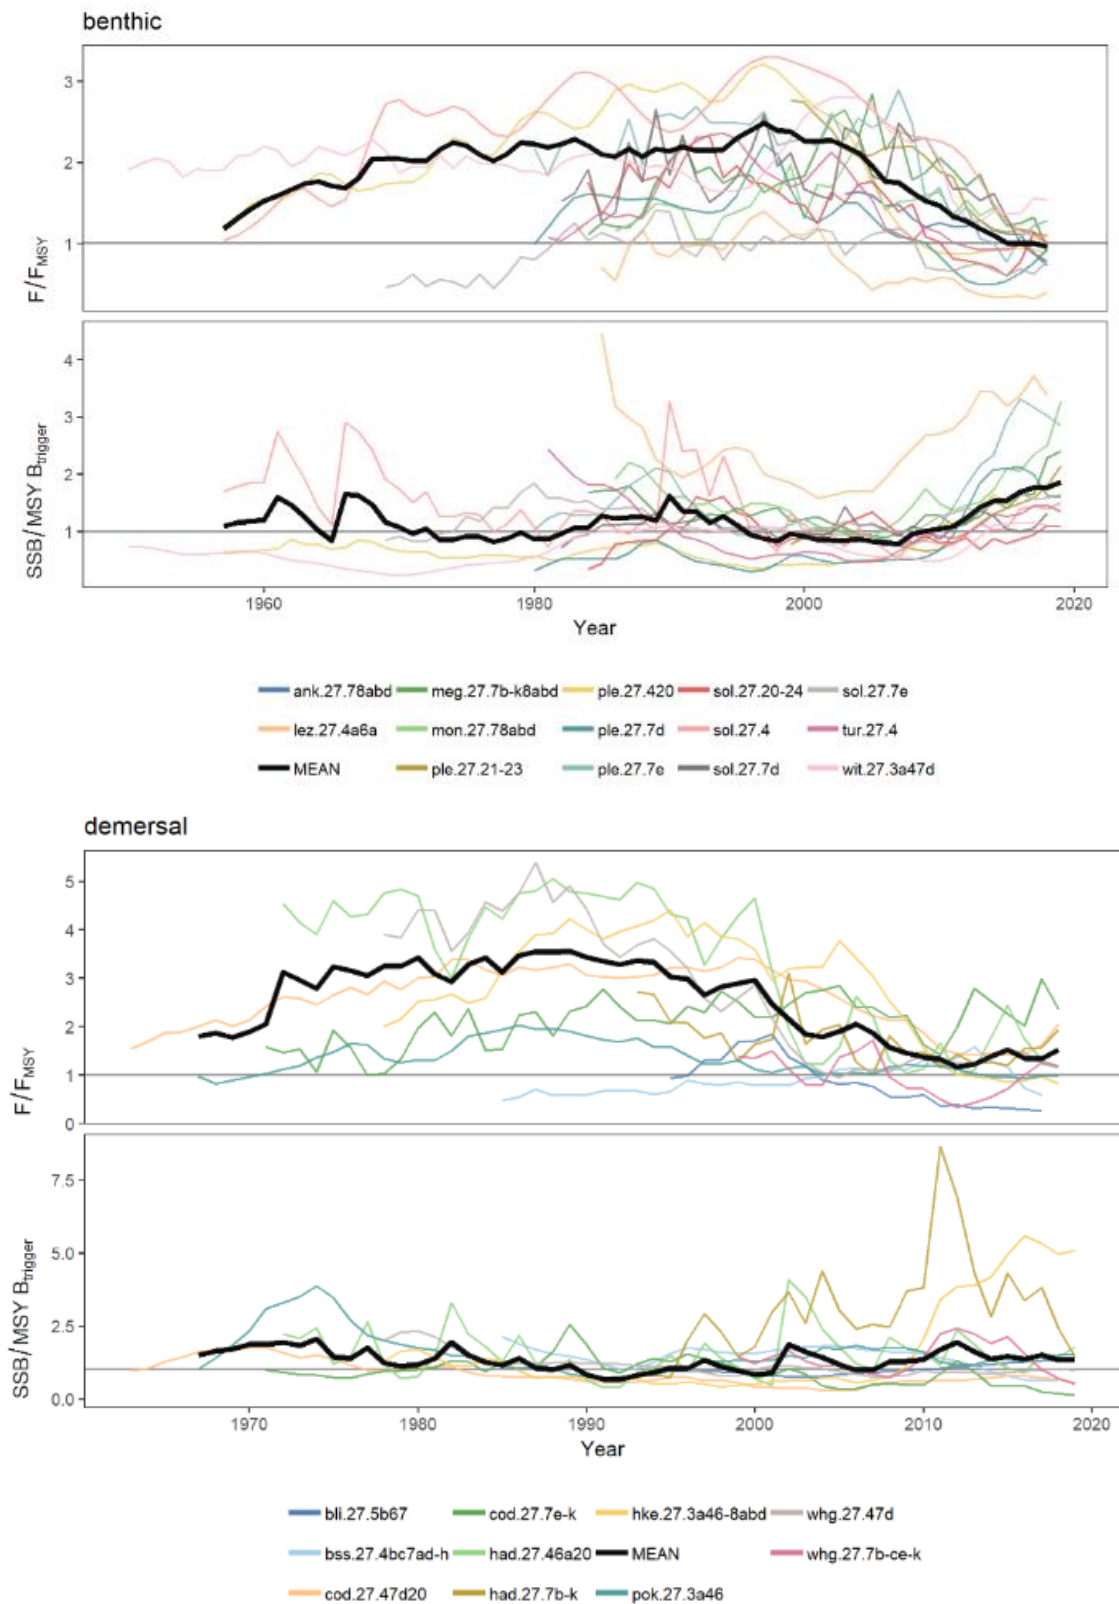 benthic
3
2
1
F/FMSY
4
3
2
1
SSB/MSY Btrigger
1960 1980 2000 2020
Year
ank.27.78abd meg.27.7b-k8abd ple.27.420 sol.27.20-24 sol.27.7e
lez.27.4a6a mon.27.78abd ple.27.7d sol.27.4 tur.27.4
MEAN ple.27.21-23 ple.27.7e sol.27.7d wit.27.3a47d
demersal
5
4
3
2
1
0
F/FMSY
7.5
5.0
2.5
0.0
SSB/MSY Btrigger
1970 1980 1990 2000 2010 2020
Year
bli.27.5b67 cod.27.7e-k hke.27.3a46-8abd whg.27.47d
bss.27.4bc7ad-h had.27.46a20 MEAN whg.27.7b-ce-k
cod.27.47d20 had.27.7b-k pok.27.3a46